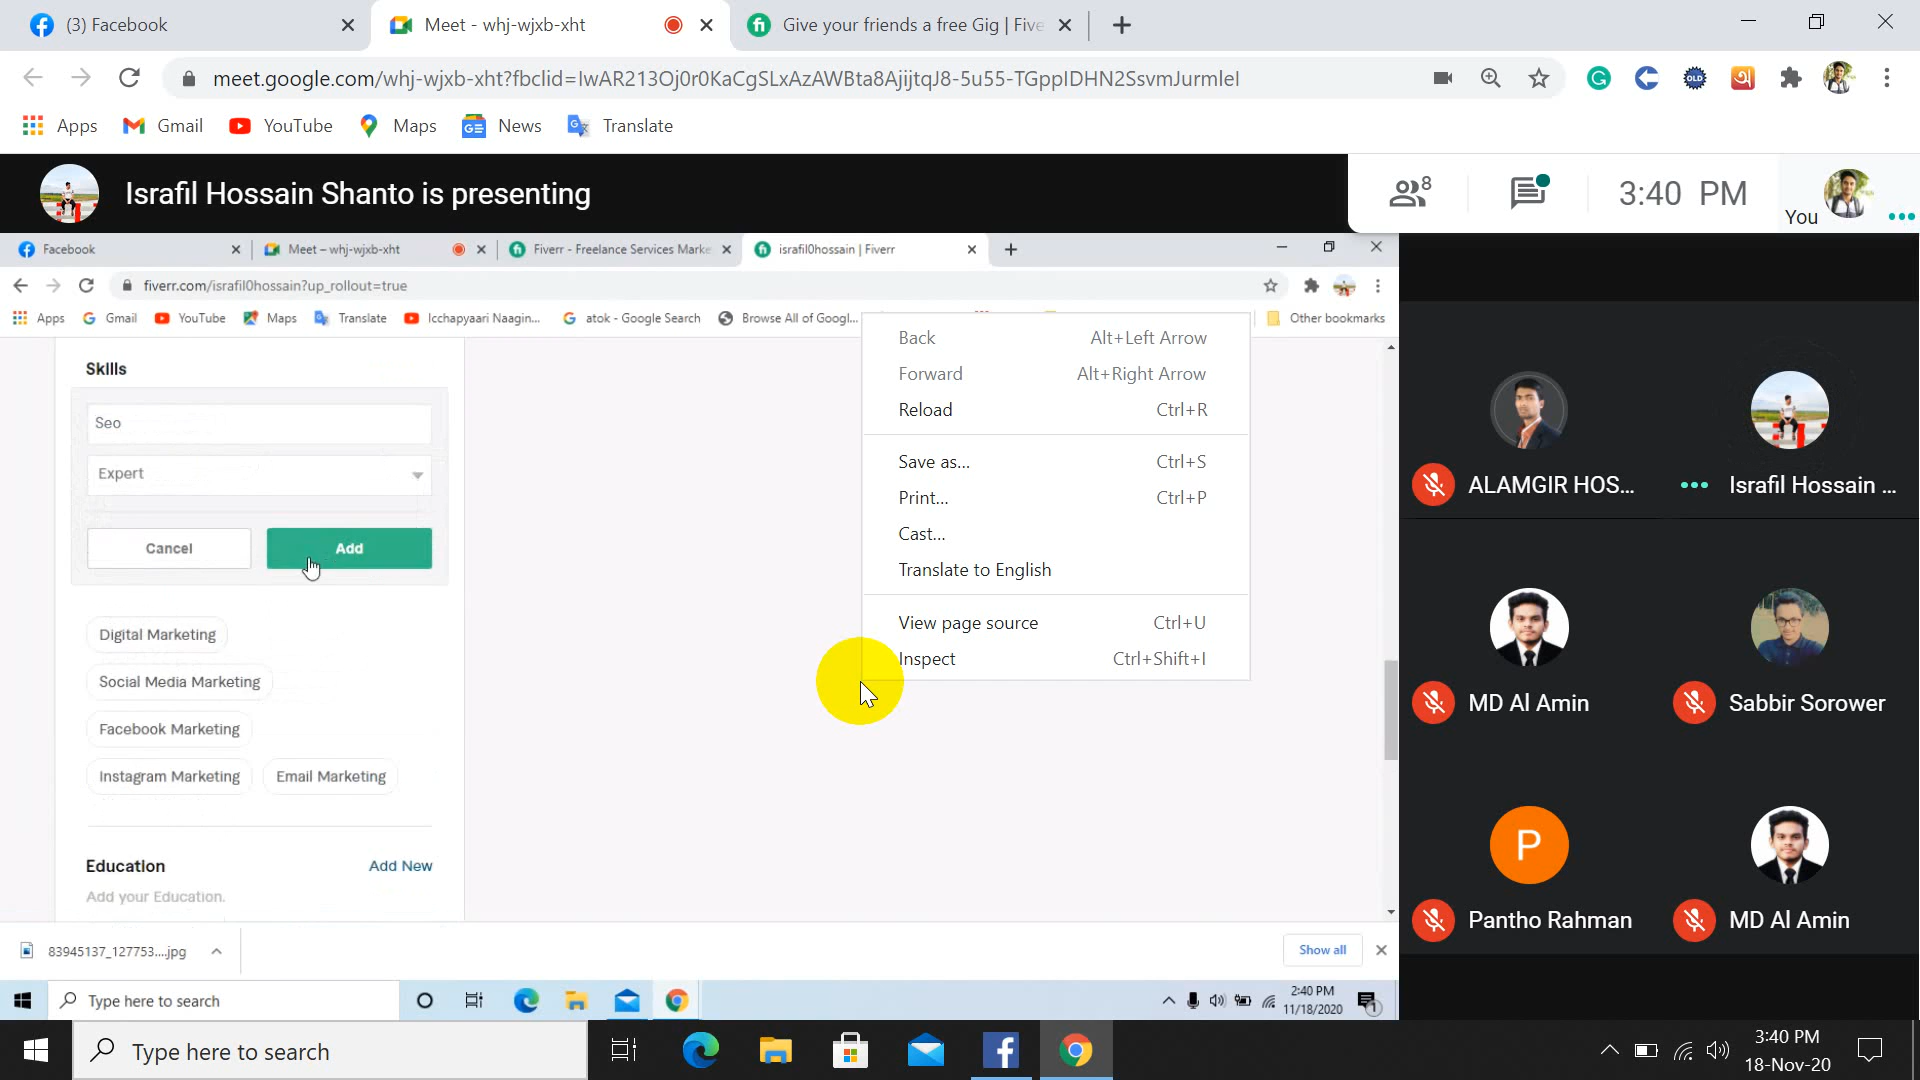 (3) Facebook
Meet - whj-wjxb-xht
Give your friends a free Gig | Five
meet.google.com/whj-wjxb-xht?fbclid=IwAR213Oj0r0KaCgSLxAzAWBta8AjijtqJ8-5u55-TGppIDHN2SsvmJurmIeI
OLD
অ
Apps
Gmail
YouTube
Maps
News
Translate
Israfil Hossain Shanto is presenting
8
3:40 PM
You
Facebook
Meet – whj-wjxb-xht
Fiverr - Freelance Services Marke
israfil0hossain | Fiverr
fiverr.com/israfil0hossain?up_rollout=true
Apps
Gmail
YouTube
Maps
Translate
Icchapyaari Naagin...
atok - Google Search
Browse All of Googl...
Other bookmarks
Skills
Seo
Expert
Cancel
Add
Digital Marketing
Social Media Marketing
Facebook Marketing
Instagram Marketing
Email Marketing
Education
Add New
Add your Education.
Back Alt+Left Arrow
Forward Alt+Right Arrow
Reload Ctrl+R
Save as... Ctrl+S
Print... Ctrl+P
Cast...
Translate to English
View page source Ctrl+U
Inspect Ctrl+Shift+I
ALAMGIR HOS...
Israfil Hossain ...
MD Al Amin
Sabbir Sorower
P
Pantho Rahman
MD Al Amin
83945137_127753....jpg
Show all
Type here to search
2:40 PM
11/18/2020
1
Type here to search
3:40 PM
18-Nov-20